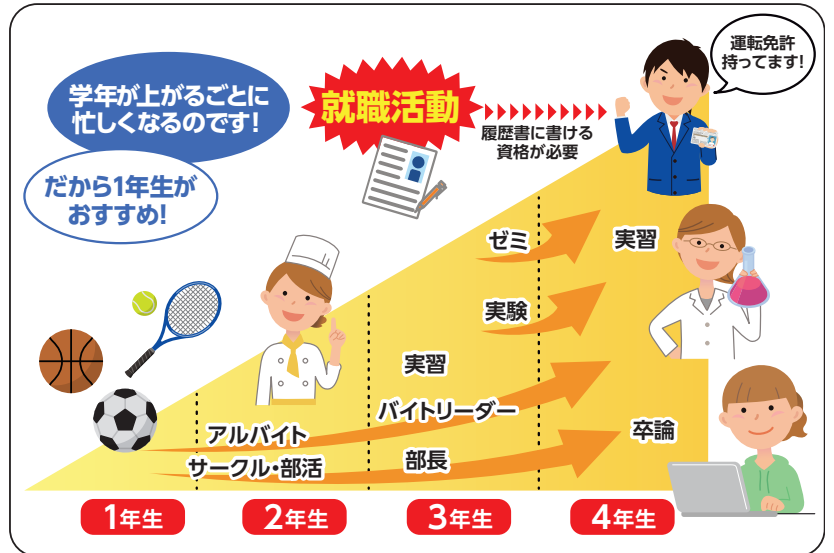 学年が上がるごとに
忙しくなるのです!
だから1年生が
おすすめ!
就職活動
履歴書に書ける
資格が必要
運転免許
持ってます!
ゼミ
実習
実験
実習
バイトリーダー
アルバイト
卒論
サークル・部活
部長
1年生
2年生
3年生
4年生